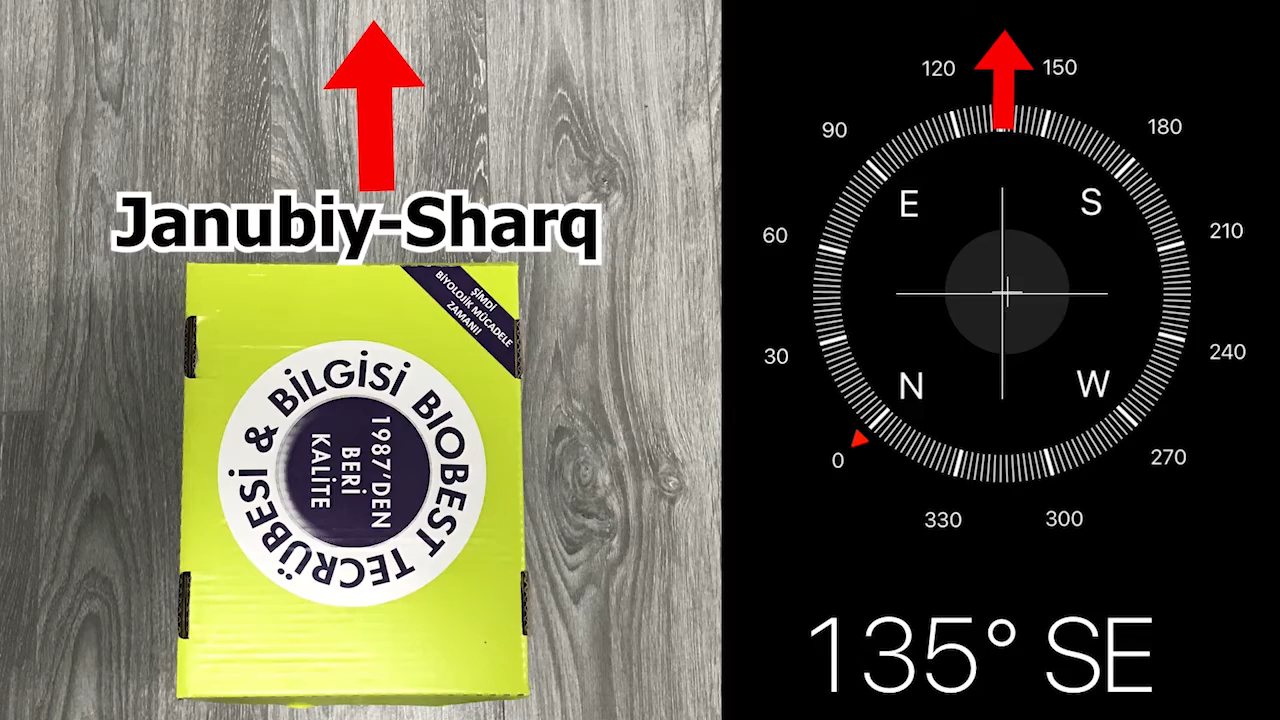 Janubiy-Sharq
ŞİMDİ
BİYOLOJİK MÜCADELE
ZAMANI!
BİLGİSİ BIOBEST TECRÜBESİ &
1987'DEN
BERİ
KALİTE
120
150
90
180
E
S
60
210
30
240
N
W
0
270
330
300
135° SE